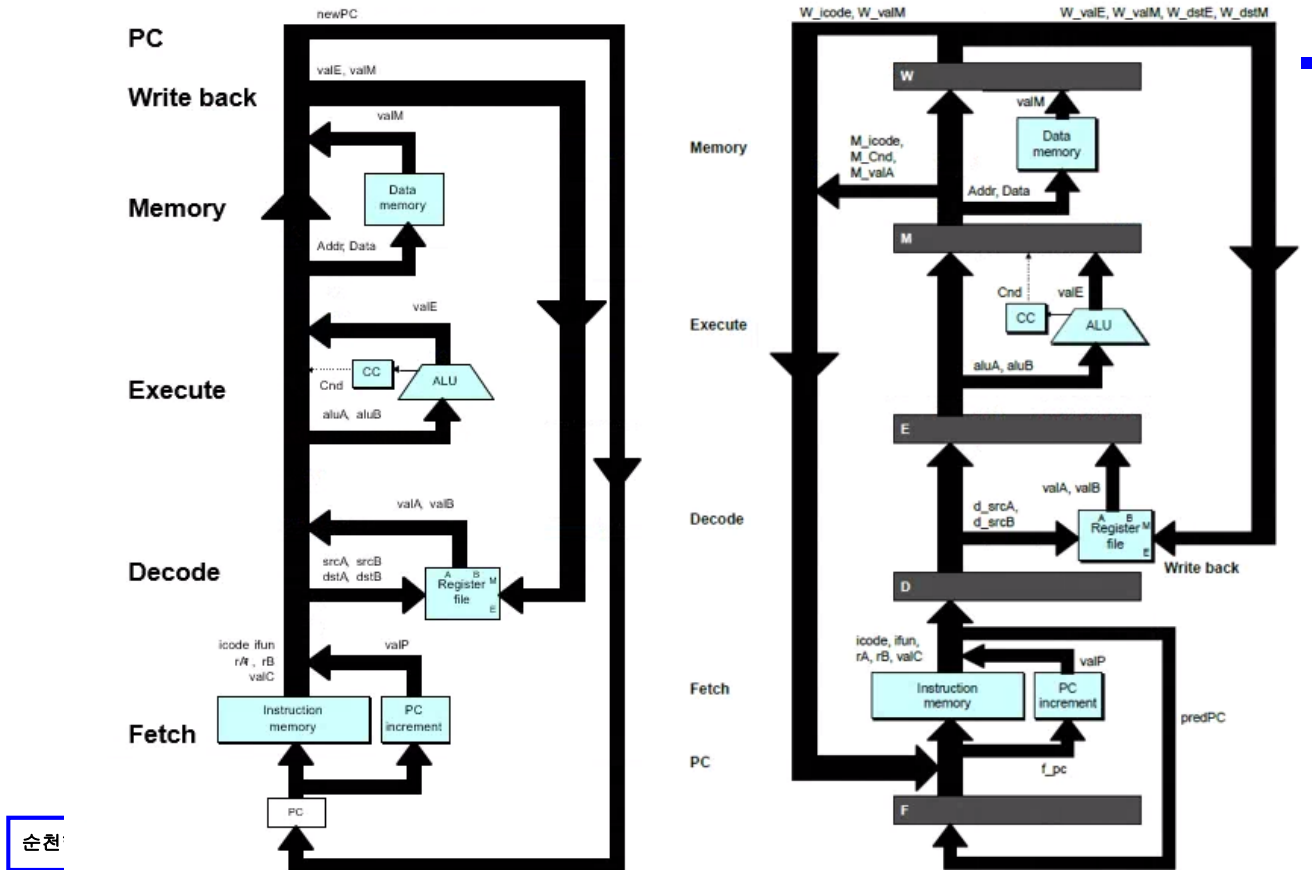 newPC
PC
valE, valM
Write back
valM
Data
memory
Memory
Addr, Data
valE
CC
ALU
Cnd
Execute
aluA, aluB
valA, valB
srcA, srcB
dstA, dstB
A B
M
Register
file
E
Decode
icode ifun
rB
valC
valP
Instruction
memory
PC
increment
Fetch
PC
순천
W_icode, W_valM
W_valE, W_valM, W_dstE, W_dstM
W
valM
Data
memory
Memory
M_icode,
M_Cnd,
M_valA
Addr, Data
M
Cnd
valE
CC
ALU
Execute
aluA, aluB
E
valA, valB
d_srcA,
d_srcB
A B
M
Register
file
E
Decode
Write back
D
icode, ifun,
rA, rB, valC
valP
Instruction
memory
PC
increment
Fetch
predPC
PC
f_pc
F